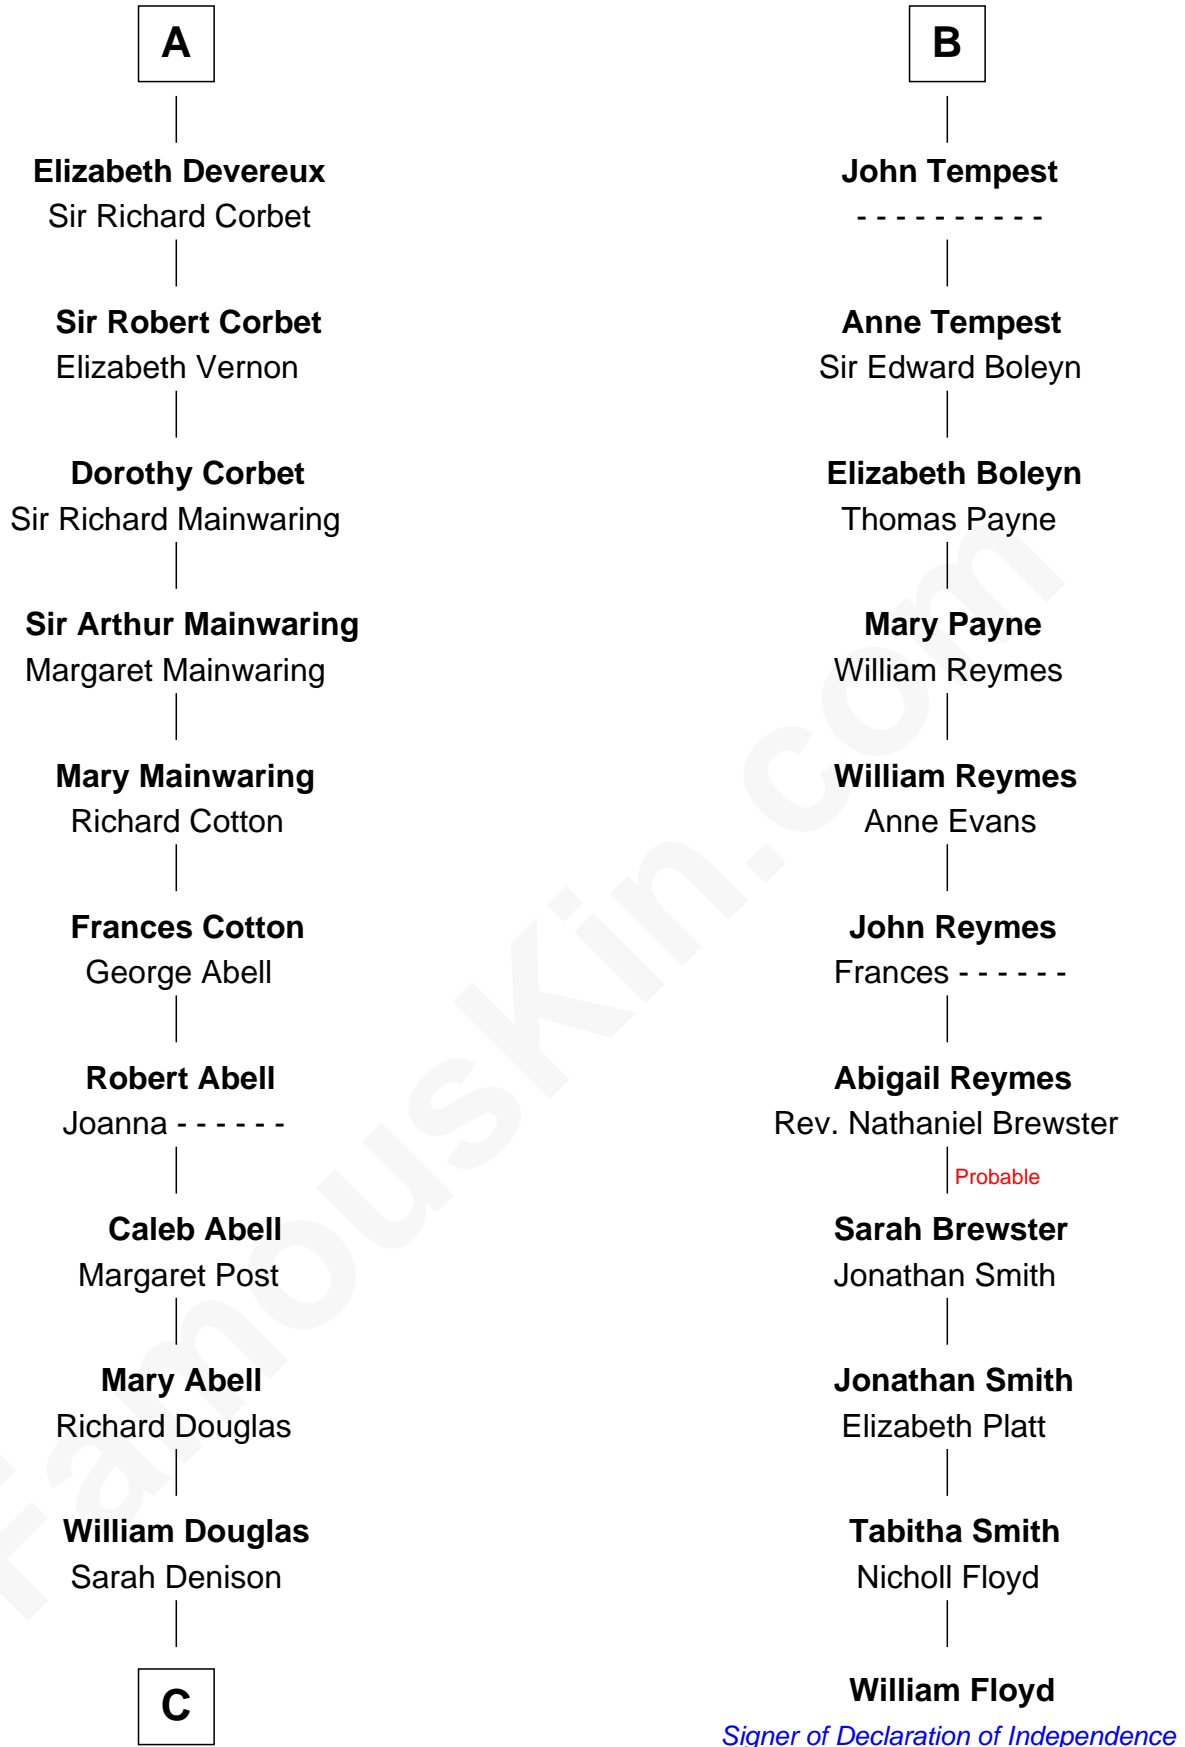 A
Elizabeth Devereux
Sir Richard Corbet
Sir Robert Corbet
Elizabeth Vernon
Dorothy Corbet
Sir Richard Mainwaring
Sir Arthur Mainwaring
Margaret Mainwaring
Mary Mainwaring
Richard Cotton
Frances Cotton
George Abell
Robert Abell
Joanna - - - - - -
Caleb Abell
Margaret Post
Mary Abell
Richard Douglas
William Douglas
Sarah Denison
C
B
John Tempest
- - - - - - - - - -
Anne Tempest
Sir Edward Boleyn
Elizabeth Boleyn
Thomas Payne
Mary Payne
William Reymes
William Reymes
Anne Evans
John Reymes
Frances - - - - - -
Abigail Reymes
Rev. Nathaniel Brewster
Probable
Sarah Brewster
Jonathan Smith
Jonathan Smith
Elizabeth Platt
Tabitha Smith
Nicholl Floyd
William Floyd
Signer of Declaration of Independence
FamousKin.com